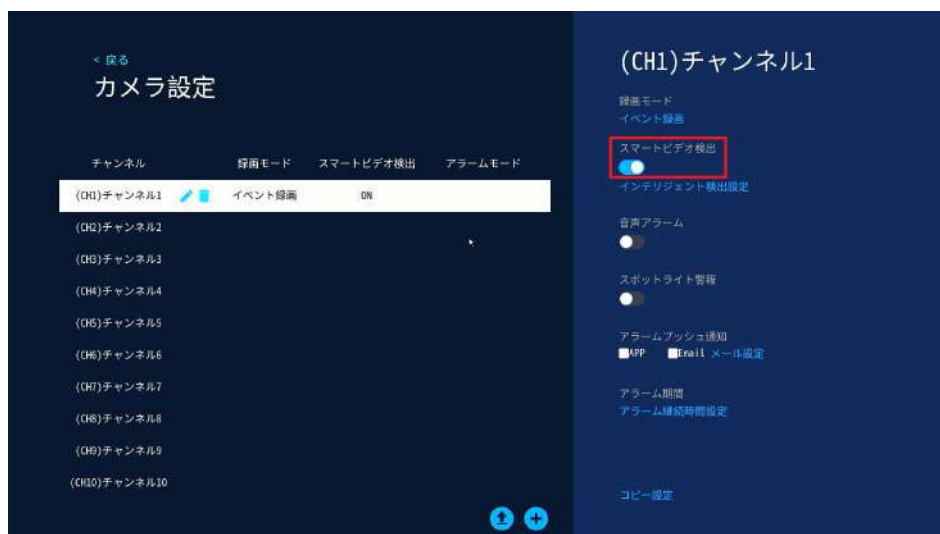 < 戻る
カメラ設定
チャンネル 録画モード スマートビデオ検出 アラームモード
(CH1)チャンネル1 イベント録画 ON
(CH2)チャンネル2
(CH3)チャンネル3
(CH4)チャンネル4
(CH5)チャンネル5
(CH6)チャンネル6
(CH7)チャンネル7
(CH8)チャンネル8
(CH9)チャンネル9
(CH10)チャンネル10
(CH1)チャンネル1
録画モード
イベント録画
スマートビデオ検出
インテリジェント検出設定
音声アラーム
スポットライト警報
アラームプッシュ通知
APP Email メール設定
アラーム期間
アラーム継続時間設定
コピー設定